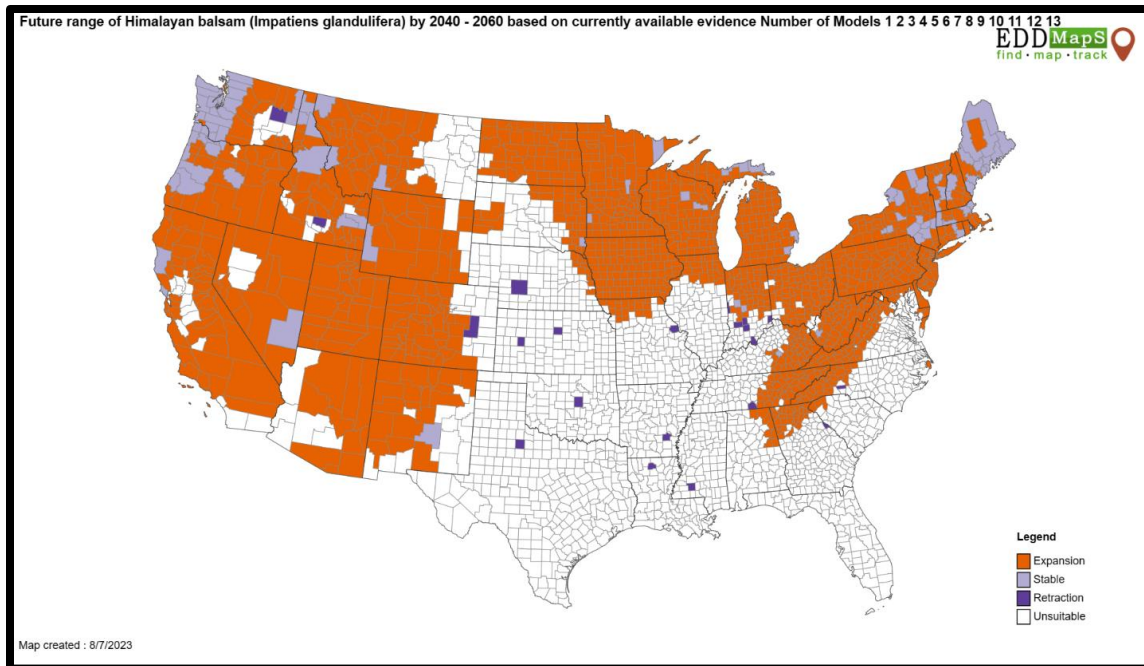 Future range of Himalayan balsam (Impatiens glandulifera) by 2040 - 2060 based on currently available evidence Number of Models 1 2 3 4 5 6 7 8 9 10 11 12 13
EDDMapS
find · map · track
Legend
Expansion
Stable
Retraction
Unsuitable
Map created : 8/7/2023